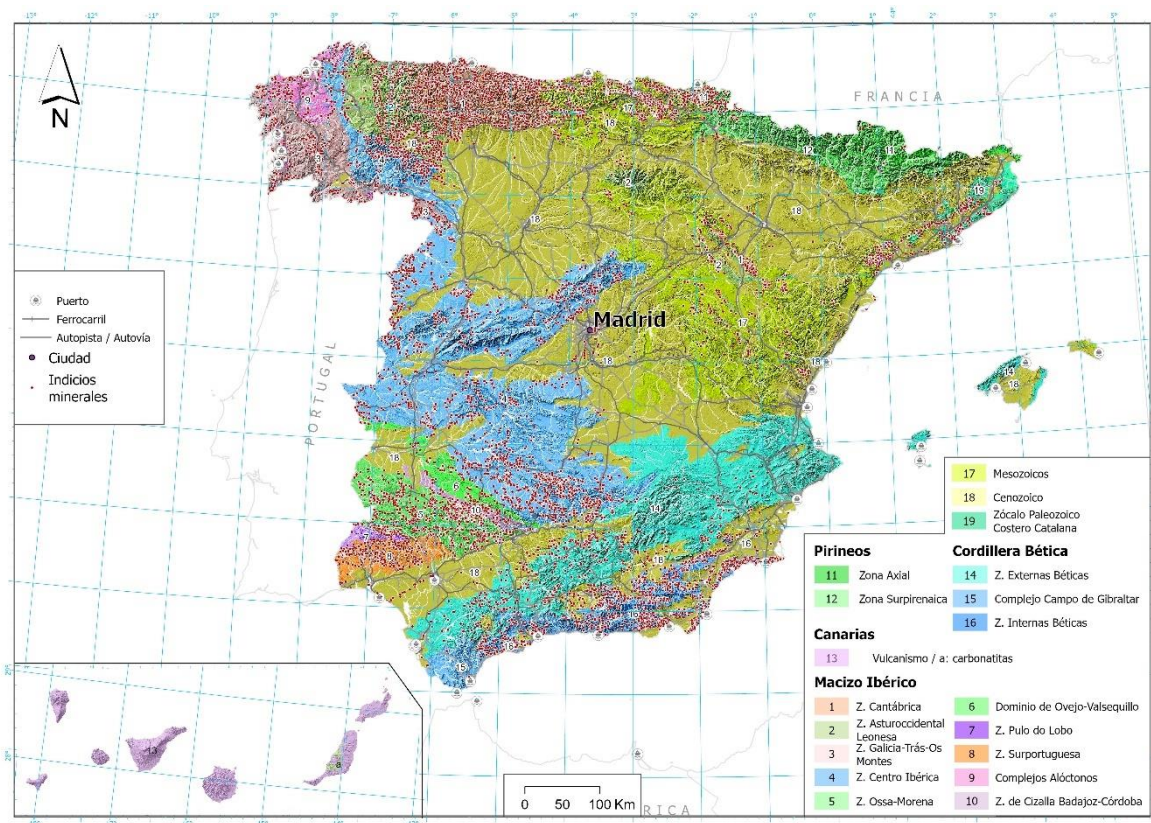 FRANCIA
PORTUGAL
RICA
N
Madrid
Puerto
Ferrocarril
Autopista / Autovía
Ciudad
Indicios
minerales
17 Mesozoicos
18 Cenozoico
19 Zócalo Paleozoico
Costero Catalana
Pirineos
11 Zona Axial
12 Zona Surpirenaica
Cordillera Bética
14 Z. Externas Béticas
15 Complejo Campo de Gibraltar
16 Z. Internas Béticas
Canarias
13 Vulcanismo / a: carbonatitas
Macizo Ibérico
1 Z. Cantábrica
2 Z. Asturoccidental
Leonesa
3 Z. Galicia-Trás-Os
Montes
4 Z. Centro Ibérica
5 Z. Ossa-Morena
6 Dominio de Ovejo-Valsequillo
7 Z. Pulo do Lobo
8 Z. Surportuguesa
9 Complejos Alóctonos
10 Z. de Cizalla Badajoz-Córdoba
0 50 100 Km